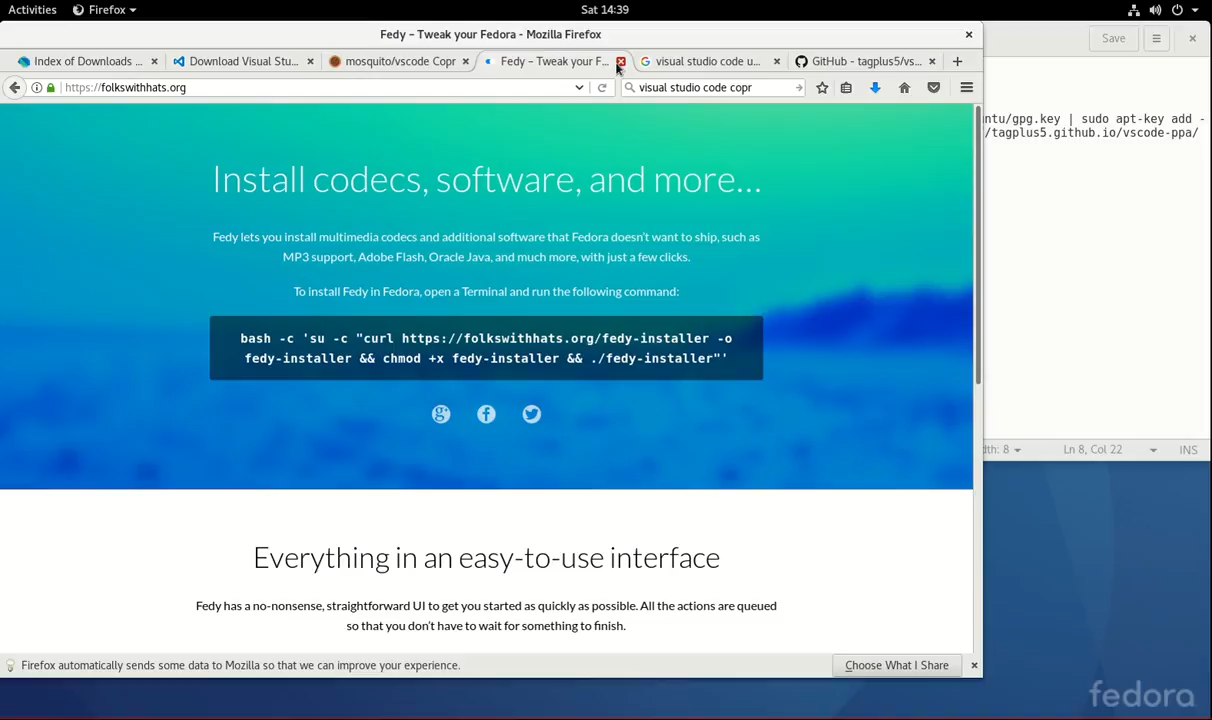 Activities
Firefox
Sat 14:39
Fedy – Tweak your Fedora - Mozilla Firefox
Save
Index of Downloads ...
Download Visual Stu...
mosquito/vscode Copr
Fedy – Tweak your F...
visual studio code u...
GitHub - tagplus5/vs...
https://folkswithhats.org
visual studio code copr
ntu/gpg.key | sudo apt-key add -
/tagplus5.github.io/vscode-ppa/
Install codecs, software, and more...
Fedy lets you install multimedia codecs and additional software that Fedora doesn't want to ship, such as
MP3 support, Adobe Flash, Oracle Java, and much more, with just a few clicks.
To install Fedy in Fedora, open a Terminal and run the following command:
bash -c 'su -c "curl https://folkswithhats.org/fedy-installer -o
fedy-installer && chmod +x fedy-installer && ./fedy-installer"'
dth: 8
Ln 8, Col 22
INS
Everything in an easy-to-use interface
Fedy has a no-nonsense, straightforward UI to get you started as quickly as possible. All the actions are queued
so that you don't have to wait for something to finish.
Firefox automatically sends some data to Mozilla so that we can improve your experience.
Choose What I Share
fedora